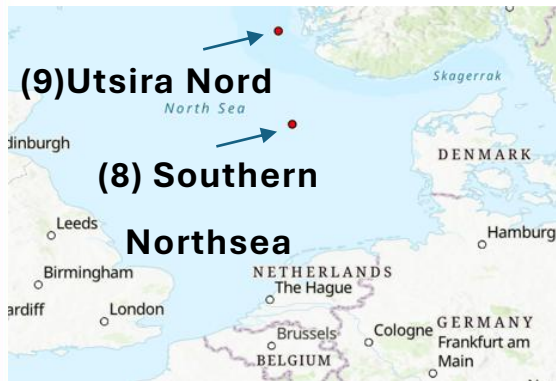 (9)Utsira Nord
Skagerrak
North Sea
dinburgh
DENMARK
(8) Southern
Leeds
Northsea
Hamburg
Birmingham
NETHERLANDS
The Hague
ardiff
London
Brussels
Cologne
GERMANY
Frankfurt am
Main
BELGIUM